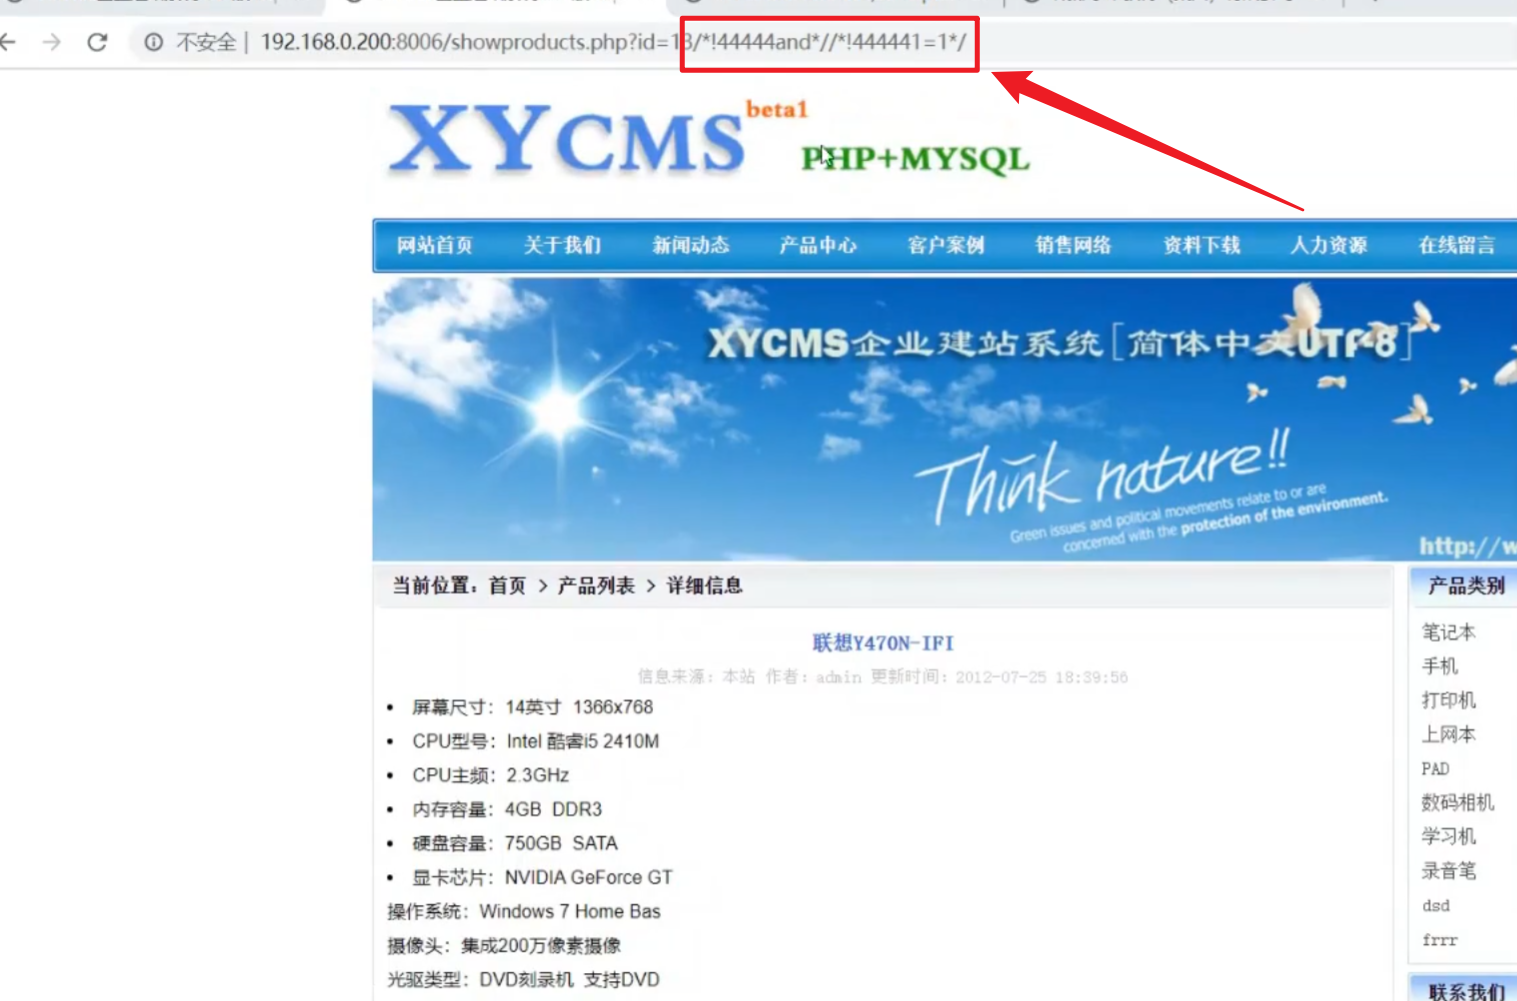 不安全 | 192.168.0.200:8006/showproducts.php?id=13/*!44444and*//*!444441=1*/
XYCMS beta1
PHP+MYSQL
网站首页 关于我们 新闻动态 产品中心 客户案例 销售网络 资料下载 人力资源 在线留言
XYCMS企业建站系统[简体中文UTF-8]
Think nature!!
Green issues and political movements relate to or are
concerned with the protection of the environment.
http://w
当前位置：首页 > 产品列表 > 详细信息
联想Y470N-IFI
信息来源：本站 作者：admin 更新时间：2012-07-25 18:39:56
• 屏幕尺寸：14英寸 1366x768
• CPU型号：Intel 酷睿i5 2410M
• CPU主频：2.3GHz
• 内存容量：4GB DDR3
• 硬盘容量：750GB SATA
• 显卡芯片：NVIDIA GeForce GT
操作系统：Windows 7 Home Bas
摄像头：集成200万像素摄像
光驱类型：DVD刻录机 支持DVD
产品类别
笔记本
手机
打印机
上网本
PAD
数码相机
学习机
录音笔
dsd
frrr
联系我们